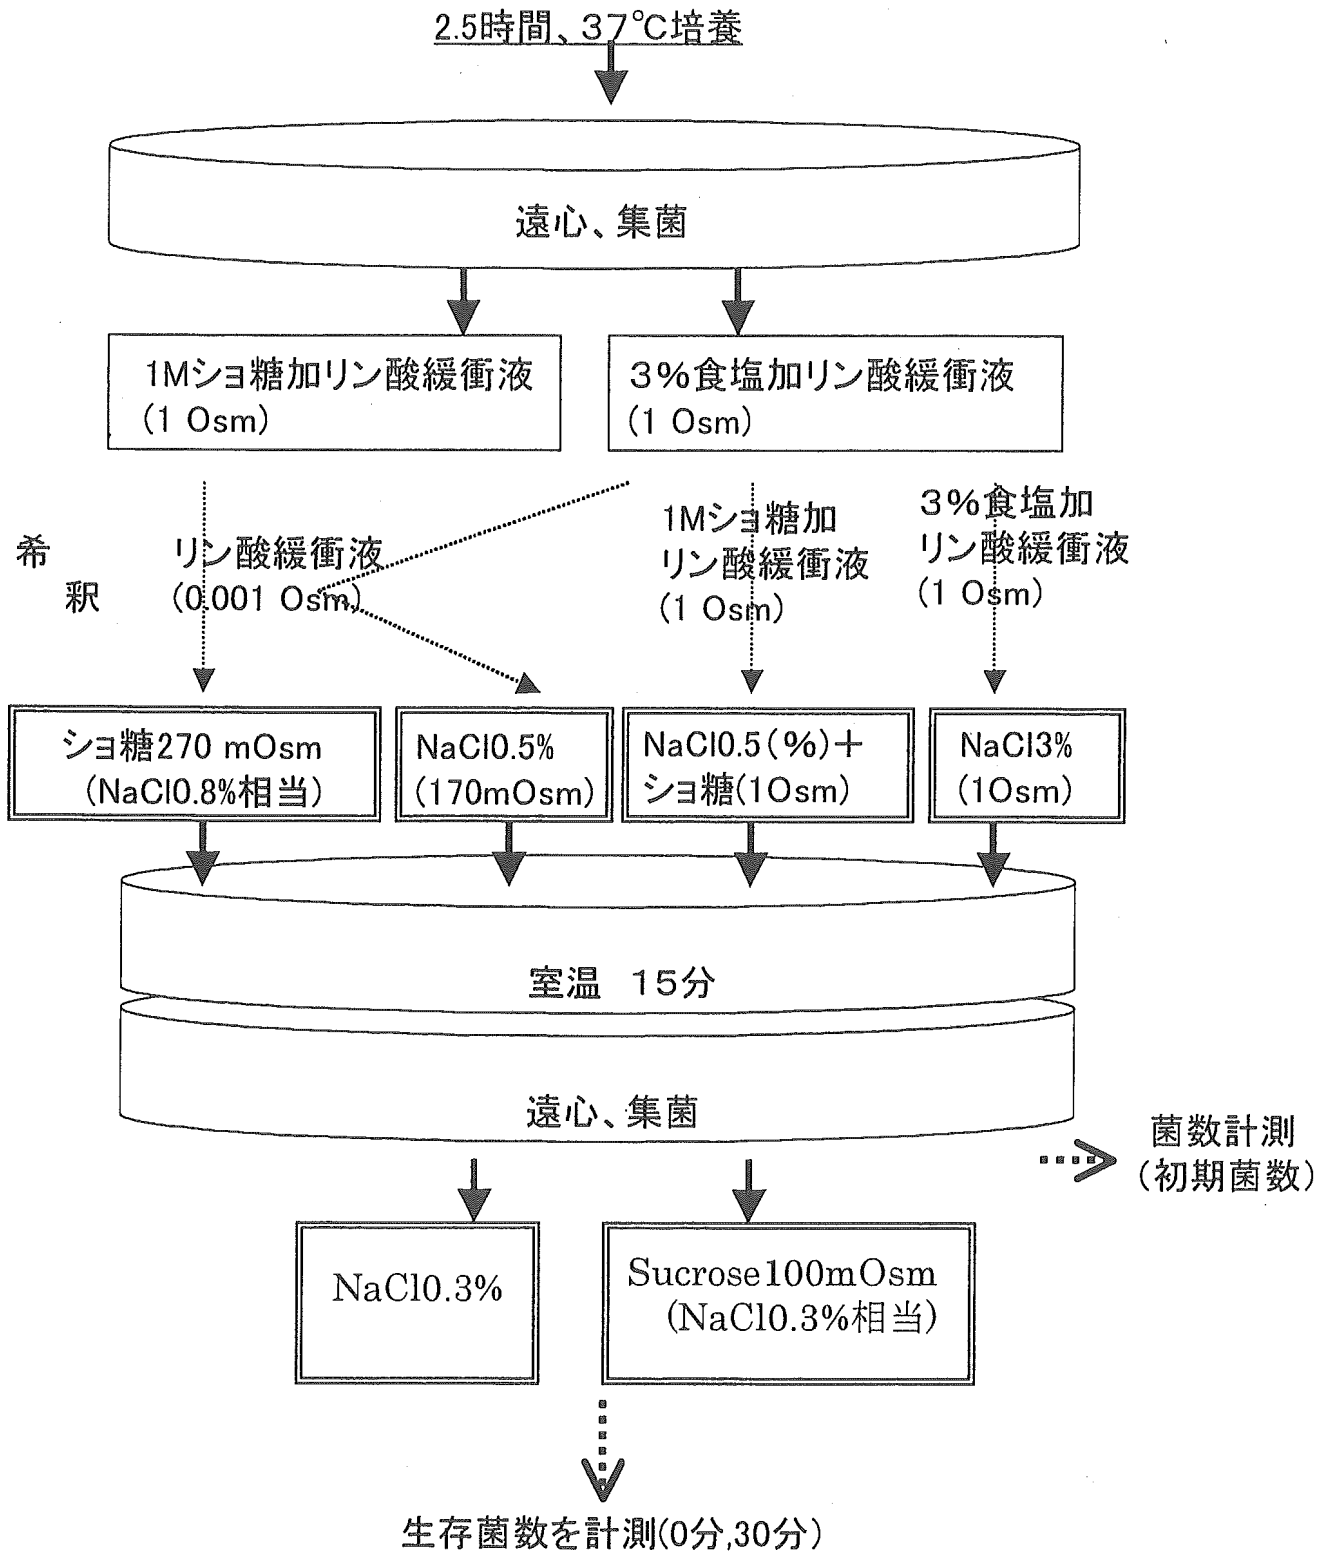 2.5時間、37℃培養
遠心、集菌
1Mショ糖加リン酸緩衝液
(1 Osm)
3%食塩加リン酸緩衝液
(1 Osm)
希
釈
リン酸緩衝液
(0.001 Osm)
1Mショ糖加
リン酸緩衝液
(1 Osm)
3%食塩加
リン酸緩衝液
(1 Osm)
ショ糖270 mOsm
(NaCl0.8%相当)
NaCl0.5%
(170mOsm)
NaCl0.5(%)+
ショ糖(1Osm)
NaCl3%
(1Osm)
室温 15分
遠心、集菌
菌数計測
(初期菌数)
NaCl0.3%
Sucrose100mOsm
(NaCl0.3%相当)
生存菌数を計測(0分,30分)